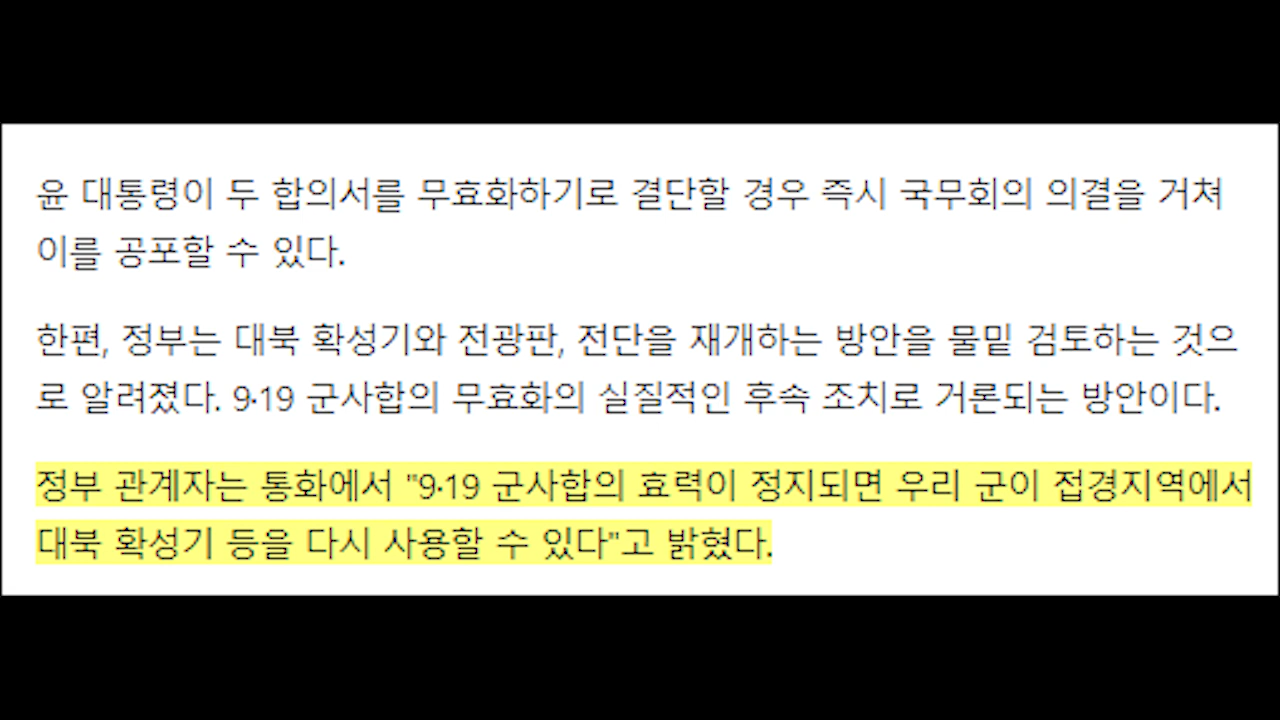 윤 대통령이 두 합의서를 무효화하기로 결단할 경우 즉시 국무회의 의결을 거쳐
이를 공포할 수 있다.
한편, 정부는 대북 확성기와 전광판, 전단을 재개하는 방안을 물밑 검토하는 것으
로 알려졌다. 9·19 군사합의 무효화의 실질적인 후속 조치로 거론되는 방안이다.
정부 관계자는 통화에서 "9·19 군사합의 효력이 정지되면 우리 군이 접경지역에서
대북 확성기 등을 다시 사용할 수 있다"고 밝혔다.